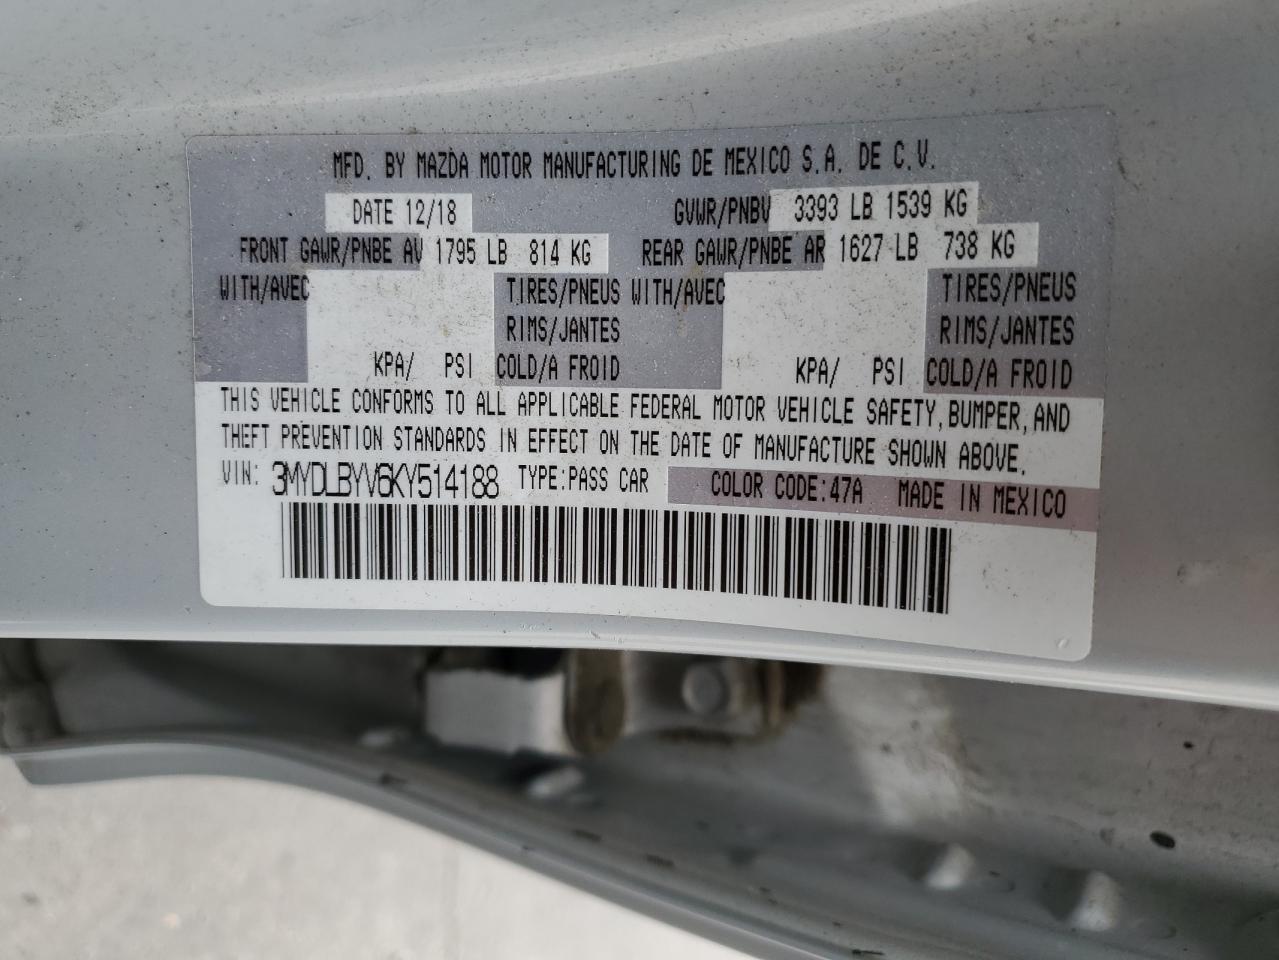 MFD. BY MAZDA MOTOR MANUFACTURING DE MEXICO S.A. DE C.V.
DATE 12/18 GVWR/PNBV 3393 LB 1539 KG
FRONT GAWR/PNBE AV 1795 LB 814 KG REAR GAWR/PNBE AR 1627 LB 738 KG
WITH/AVEC TIRES/PNEUS WITH/AVEC TIRES/PNEUS
RIMS/JANTES RIMS/JANTES
KPA/ PSI COLD/A FROID KPA/ PSI COLD/A FROID
THIS VEHICLE CONFORMS TO ALL APPLICABLE FEDERAL MOTOR VEHICLE SAFETY, BUMPER, AND
THEFT PREVENTION STANDARDS IN EFFECT ON THE DATE OF MANUFACTURE SHOWN ABOVE.
VIN: 3MYDLBYV6KY514188 TYPE:PASS CAR COLOR CODE:47A MADE IN MEXICO